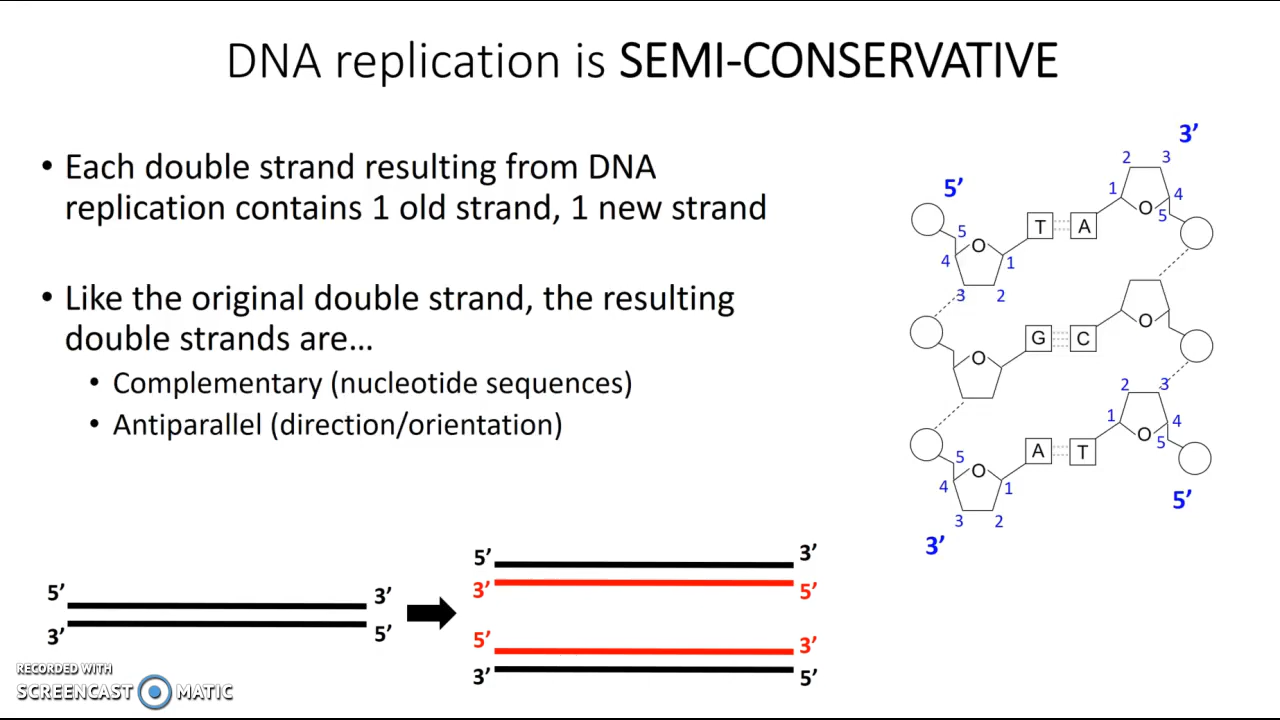 DNA replication is SEMI-CONSERVATIVE
• Each double strand resulting from DNA
replication contains 1 old strand, 1 new strand
• Like the original double strand, the resulting
double strands are…
• Complementary (nucleotide sequences)
• Antiparallel (direction/orientation)
3’
2 3
1 4
O 5
5’
5
O
4 1
3 2
T A
O
G C
O
2 3
1 4
O 5
A T
5
O
4 1
3 2
5’
3’
5’ 3’
3’ 5’
5’ 3’
3’ 5’
5’ 3’
3’ 5’
RECORDED WITH
SCREENCAST MATIC